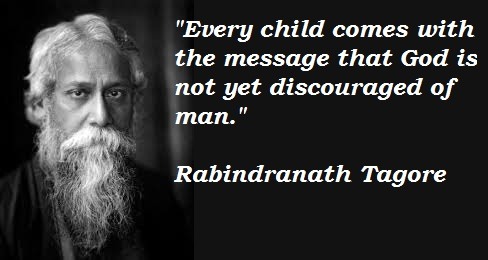 "Every child comes with
the message that God is
not yet discouraged of
man."
Rabindranath Tagore